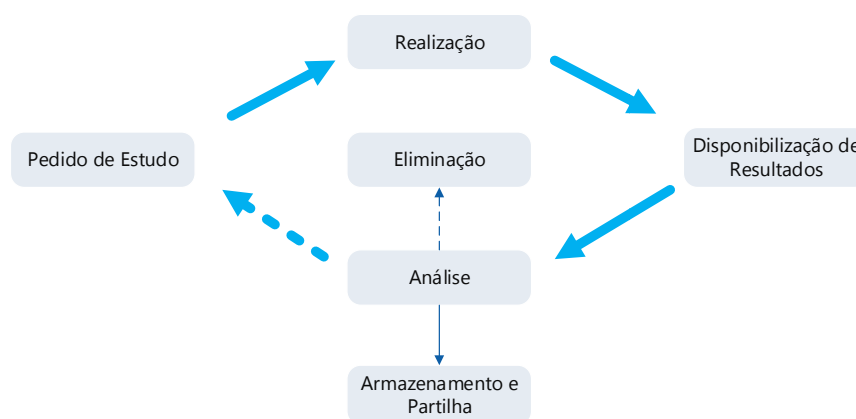 Realização
Pedido de Estudo
Eliminação
Disponibilização de
Resultados
Análise
Armazenamento e
Partilha